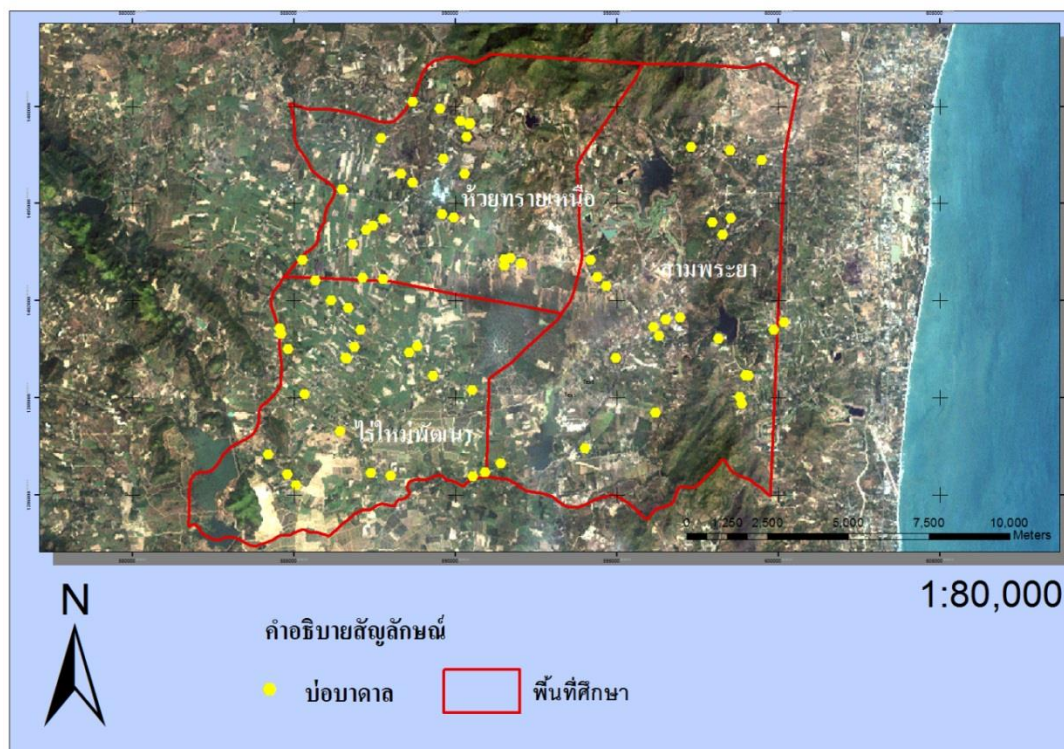 ห้วยทรายเหนือ
สามพระยา
ไร่ใหม่พัฒนา
0 1,250 2,500 5,000 7,500 10,000
Meters
1:80,000
N
คำอธิบายสัญลักษณ์
บ่อบาดาล
พื้นที่ศึกษา